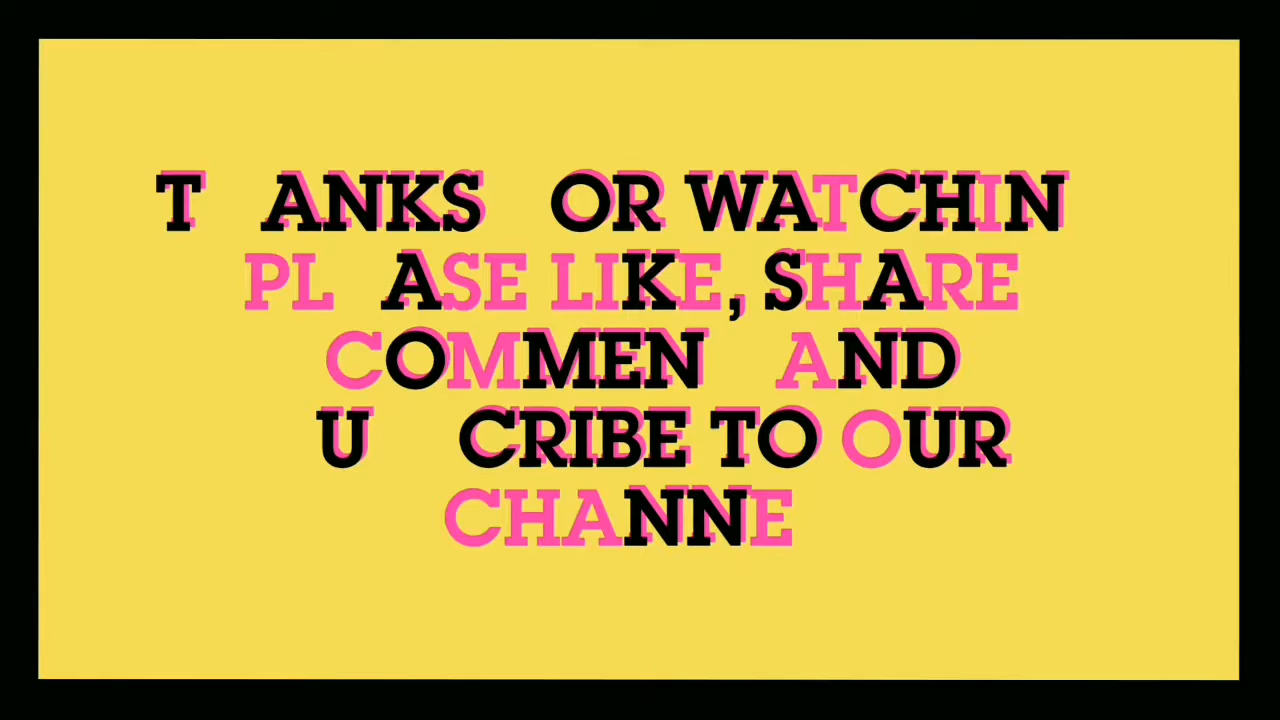 T ANKS OR WATCHIN
PL ASE LIKE, SHARE
COMMEN AND
U CRIBE TO OUR
CHANNE